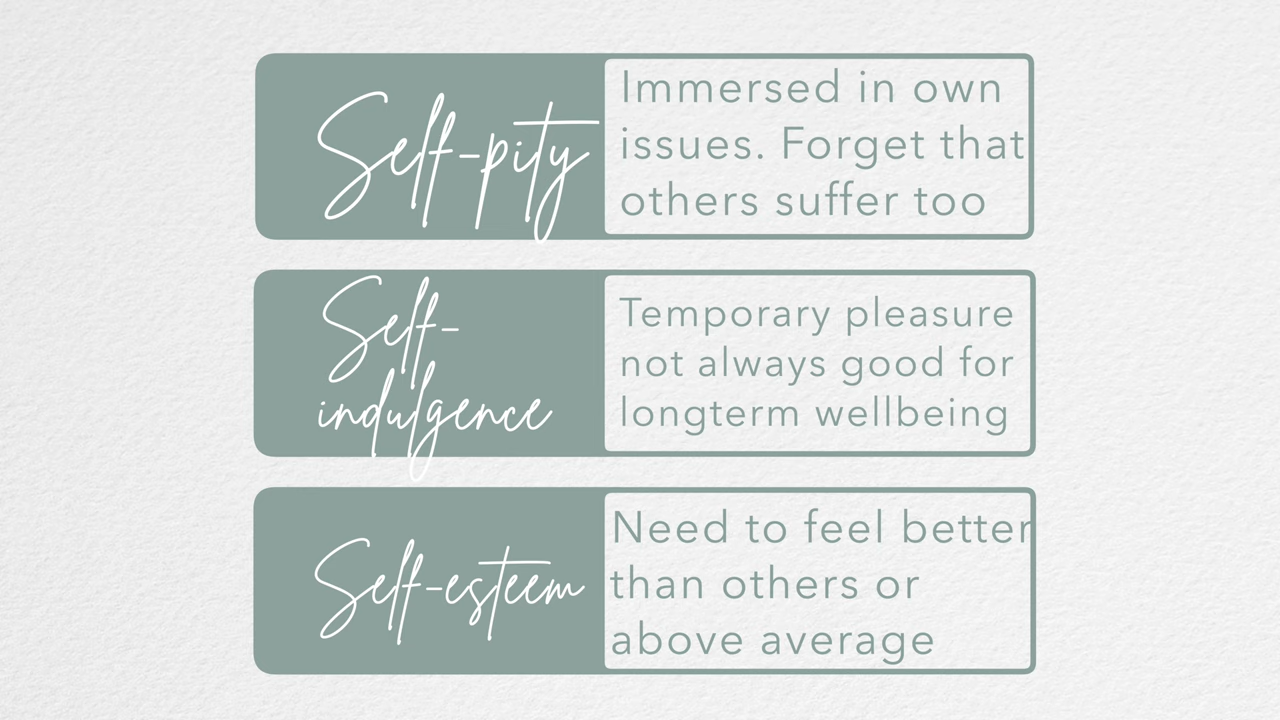 Self-pity
Immersed in own
issues. Forget that
others suffer too
Self-
indulgence
Temporary pleasure
not always good for
longterm wellbeing
Self-esteem
Need to feel better
than others or
above average